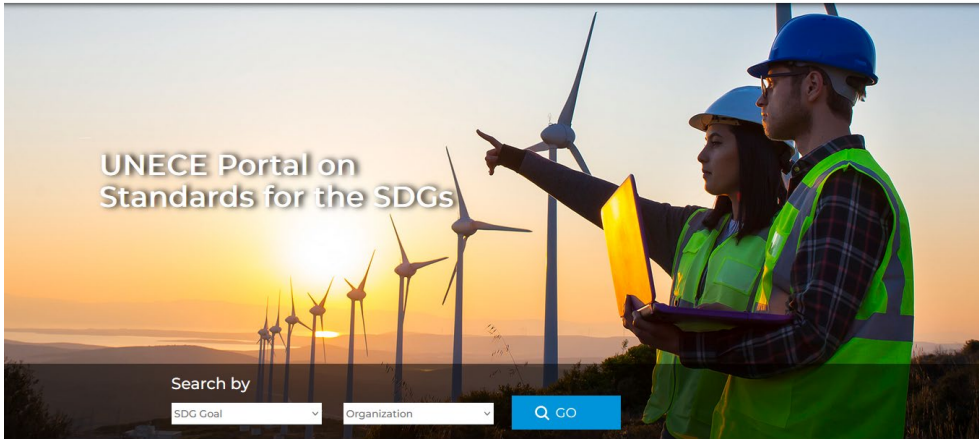 UNECE Portal on
Standards for the SDGs
Search by
SDG Goal
Organization
GO